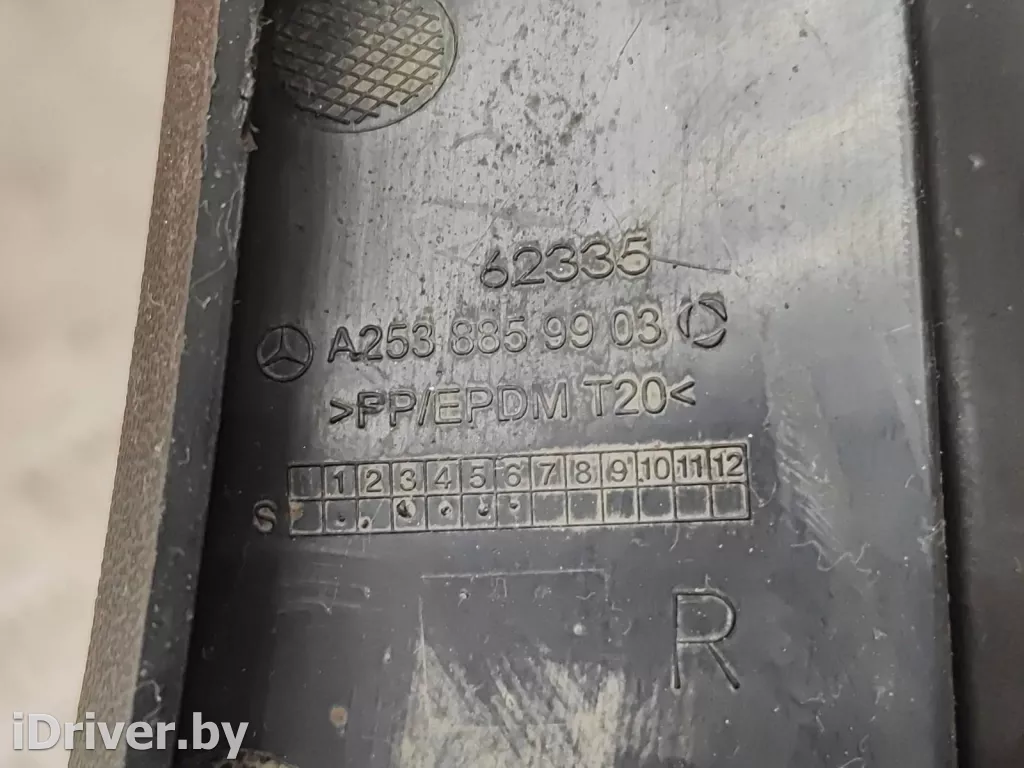 62335
A253 885 99 03
>PP/EPDM T20<
1 2 3 4 5 6 7 8 9 10 11 12
S
R
iDriver.by